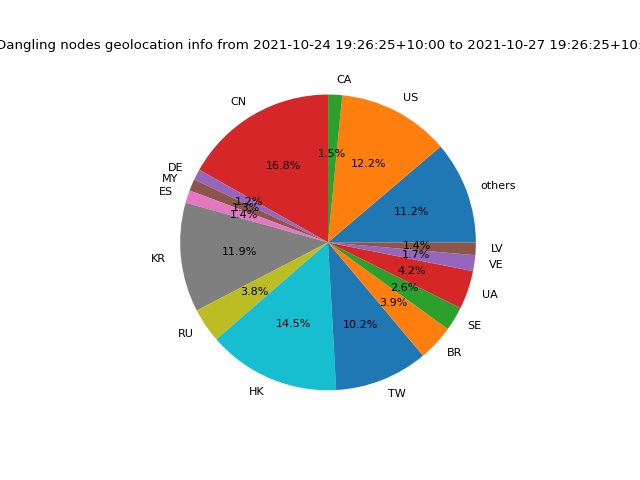 Dangling nodes geolocation info from 2021-10-24 19:26:25+10:00 to 2021-10-27 19:26:25+10:
others
11.2%
US
12.2%
CA
1.5%
CN
16.8%
DE
1.2%
MY
1.3%
ES
1.4%
KR
11.9%
RU
3.8%
HK
14.5%
TW
10.2%
BR
3.9%
SE
2.6%
UA
4.2%
VE
1.7%
LV
1.4%